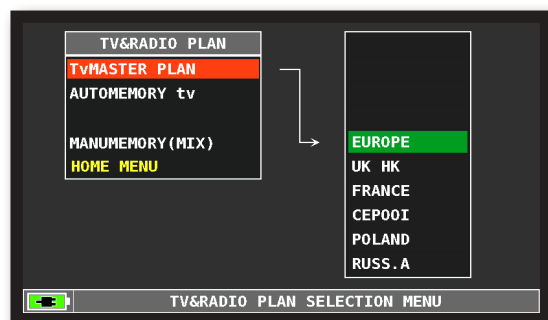 TV&RADIO PLAN
TvMASTER PLAN
AUTOMEMORY tv
MANUMEMORY(MIX)
HOME MENU
EUROPE
UK HK
FRANCE
CEPOOI
POLAND
RUSS.A
TV&RADIO PLAN SELECTION MENU